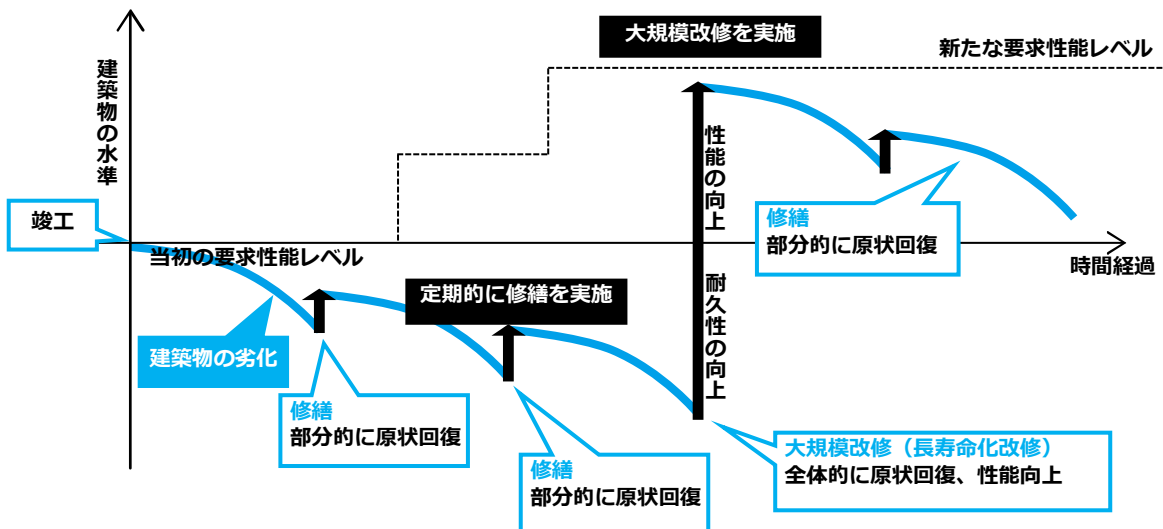 大規模改修を実施
新たな要求性能レベル
建築物の水準
性能の向上
竣工
修繕
部分的に原状回復
当初の要求性能レベル
時間経過
定期的に修繕を実施
耐久性の向上
建築物の劣化
修繕
部分的に原状回復
大規模改修（長寿命化改修）
全体的に原状回復、性能向上
修繕
部分的に原状回復